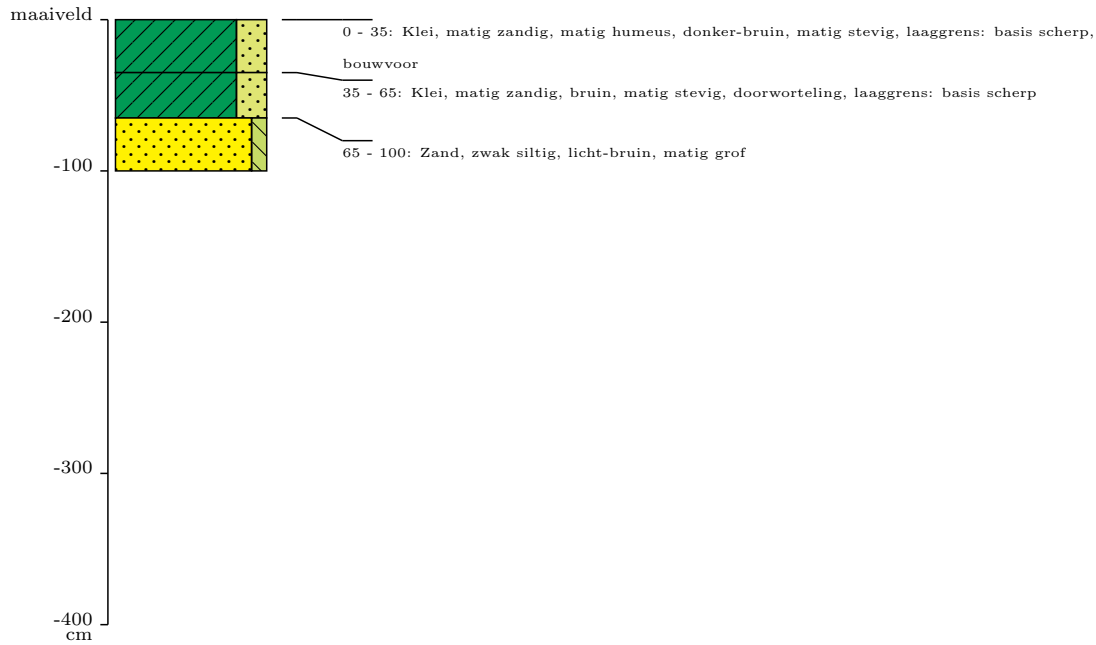 maaiveld
0 - 35: Klei, matig zandig, matig humeus, donker-bruin, matig stevig, laaggrens: basis scherp,
bouwvoor
35 - 65: Klei, matig zandig, bruin, matig stevig, doorworteling, laaggrens: basis scherp
65 - 100: Zand, zwak siltig, licht-bruin, matig grof
-100
-200
-300
-400
cm